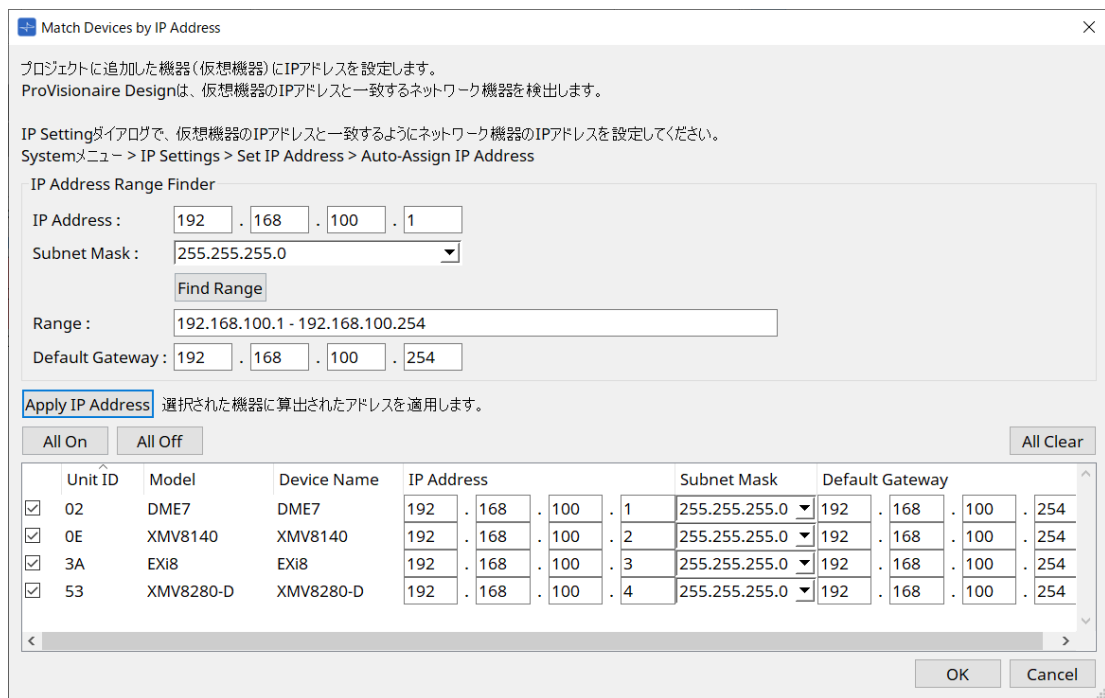 Match Devices by IP Address
プロジェクトに追加した機器(仮想機器)にIPアドレスを設定します。
ProVisionaire Designは、仮想機器のIPアドレスと一致するネットワーク機器を検出します。
IP Settingダイアログで、仮想機器のIPアドレスと一致するようにネットワーク機器のIPアドレスを設定してください。
Systemメニュー > IP Settings > Set IP Address > Auto-Assign IP Address
IP Address Range Finder
IP Address : 192 . 168 . 100 . 1
Subnet Mask : 255.255.255.0
Find Range
Range : 192.168.100.1 - 192.168.100.254
Default Gateway : 192 . 168 . 100 . 254
Apply IP Address 選択された機器に算出されたアドレスを適用します。
All On All Off All Clear
Unit ID Model Device Name IP Address Subnet Mask Default Gateway
02 DME7 DME7 192 . 168 . 100 . 1 255.255.255.0 192 . 168 . 100 . 254
0E XMV8140 XMV8140 192 . 168 . 100 . 2 255.255.255.0 192 . 168 . 100 . 254
3A EXi8 EXi8 192 . 168 . 100 . 3 255.255.255.0 192 . 168 . 100 . 254
53 XMV8280-D XMV8280-D 192 . 168 . 100 . 4 255.255.255.0 192 . 168 . 100 . 254
OK Cancel